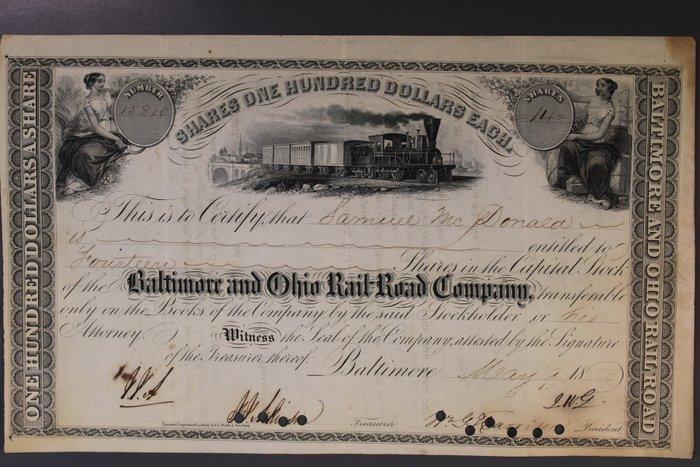 ONE HUNDRED DOLLARS A SHARE
NUMBER
15810
SHARES ONE HUNDRED DOLLARS EACH.
SHARES
14
BALTIMORE AND OHIO RAIL-ROAD
This is to Certify, that Samuel McDonald
is entitled to
Fourteen Shares in the Capital Stock
of the Baltimore and Ohio Rail-Road Company, transferable
only on the Books of the Company by the said Stockholder or his
Attorney. Witness the Seal of the Company, attested by the Signature
of the Treasurer thereof. Baltimore May 18
Treasurer
President